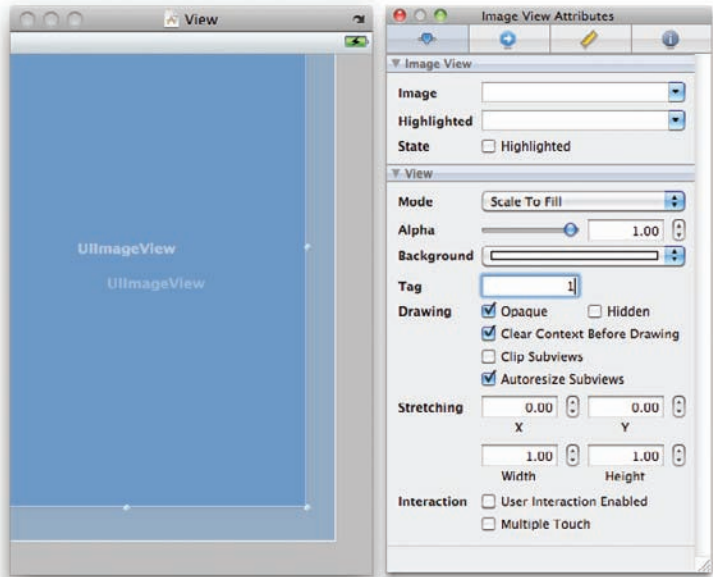 View
UIImageView
UIImageView
Image View Attributes
Image View
Image
Highlighted
State Highlighted
View
Mode Scale To Fill
Alpha 1.00
Background
Tag 1
Drawing Opaque Hidden
Clear Context Before Drawing
Clip Subviews
Autoresize Subviews
Stretching 0.00 0.00
X Y
1.00 1.00
Width Height
Interaction User Interaction Enabled
Multiple Touch